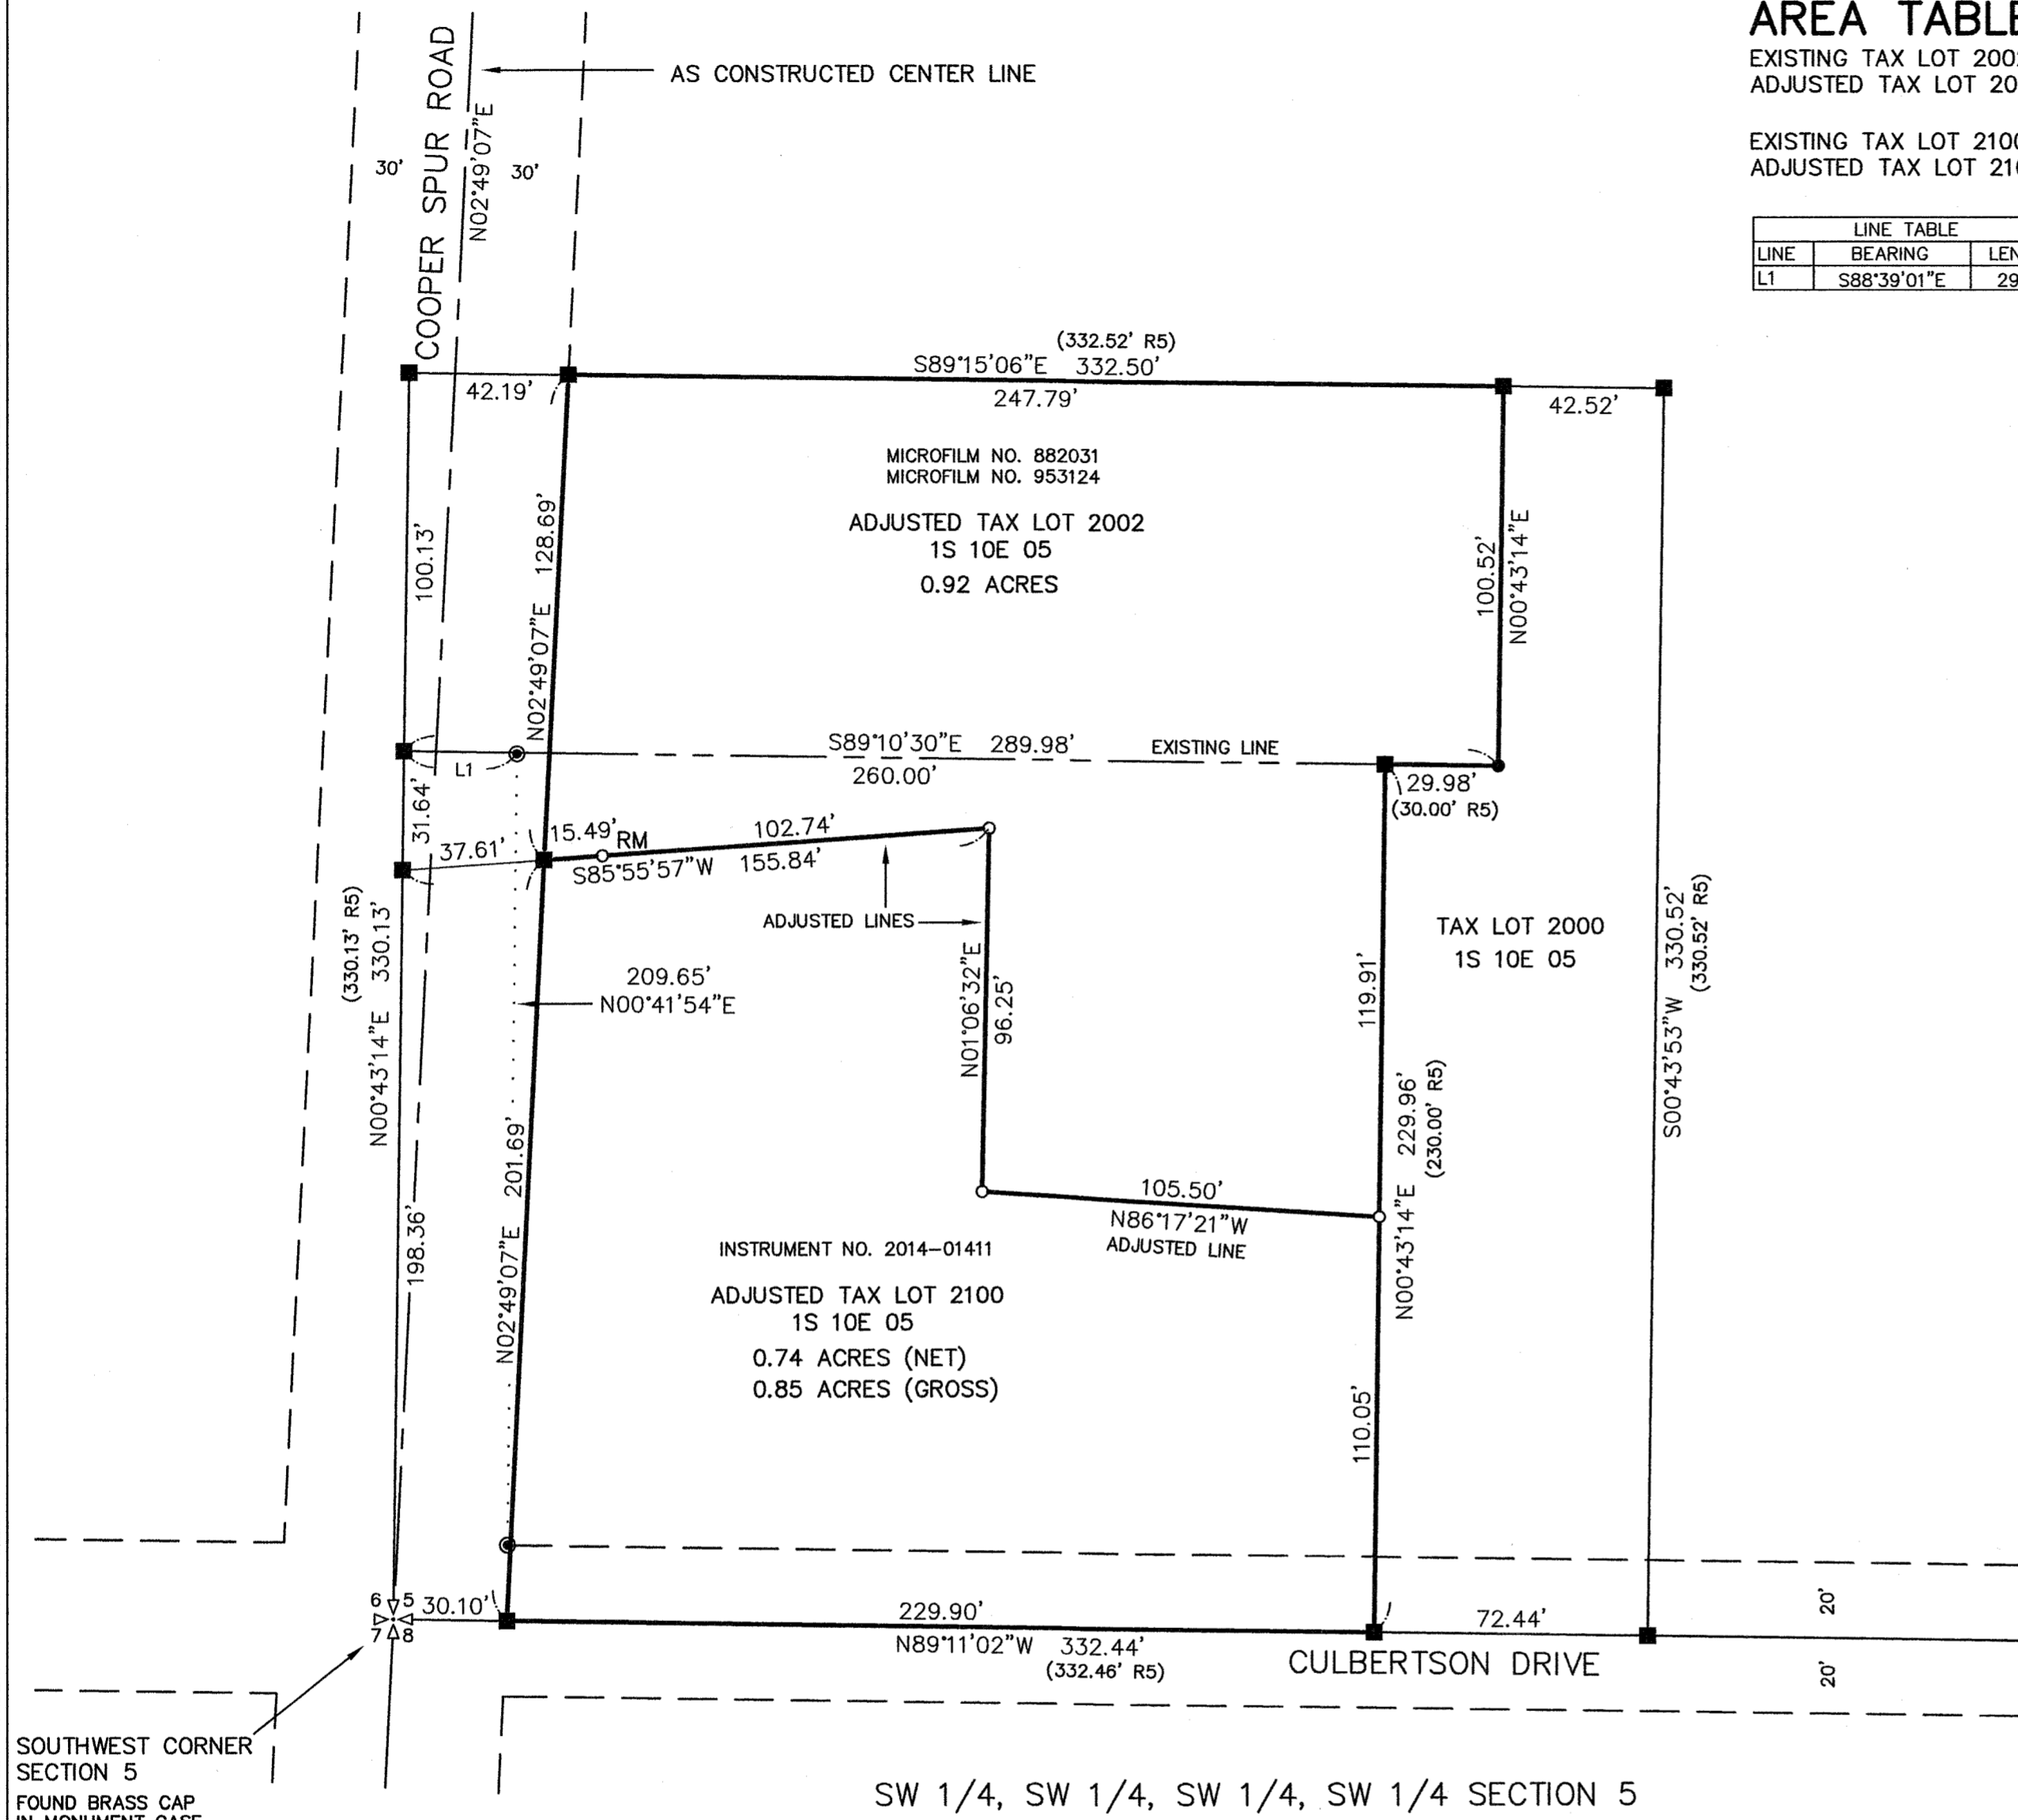 AREA TABLE
EXISTING TAX LOT 2002
ADJUSTED TAX LOT 20
EXISTING TAX LOT 2100
ADJUSTED TAX LOT 21
LINE TABLE
LINE BEARING LEN
L1 S88°39'01"E 29
AS CONSTRUCTED CENTER LINE
COOPER SPUR ROAD
N02°49'07"E
30'
30'
(332.52' R5)
S89°15'06"E 332.50'
42.19'
247.79'
42.52'
MICROFILM NO. 882031
MICROFILM NO. 953124
ADJUSTED TAX LOT 2002
1S 10E 05
0.92 ACRES
100.13'
N02°49'07"E 128.69'
100.52'
N00°43'14"E
S89°10'30"E 289.98' EXISTING LINE
260.00'
L1
29.98'
(30.00' R5)
31.64'
37.61'
15.49'
RM
102.74'
S85°55'57"W 155.84'
ADJUSTED LINES
N01°06'32"E
96.25'
209.65'
N00°41'54"E
TAX LOT 2000
1S 10E 05
119.91'
(330.13' R5)
N00°43'14"E 330.13'
S00°43'53"W 330.52'
(330.52' R5)
N00°43'14"E 229.96'
(230.00' R5)
105.50'
N86°17'21"W
ADJUSTED LINE
198.36'
N02°49'07"E 201.69'
INSTRUMENT NO. 2014-01411
ADJUSTED TAX LOT 2100
1S 10E 05
0.74 ACRES (NET)
0.85 ACRES (GROSS)
110.05'
6 5
7 8
30.10'
229.90'
N89°11'02"W 332.44'
(332.46' R5)
72.44'
CULBERTSON DRIVE
20'
20'
SOUTHWEST CORNER
SECTION 5
FOUND BRASS CAP
IN MONUMENT CASE
SW 1/4, SW 1/4, SW 1/4, SW 1/4 SECTION 5